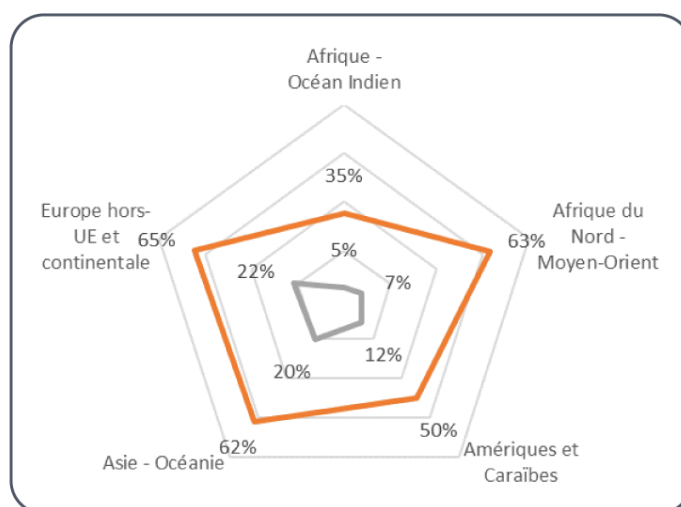 Afrique -
Océan Indien
35%
5%
Europe hors-
UE et
continentale
65%
22%
Afrique du
Nord -
Moyen-Orient
63%
7%
20%
12%
62%
50%
Asie - Océanie
Amériques et
Caraïbes